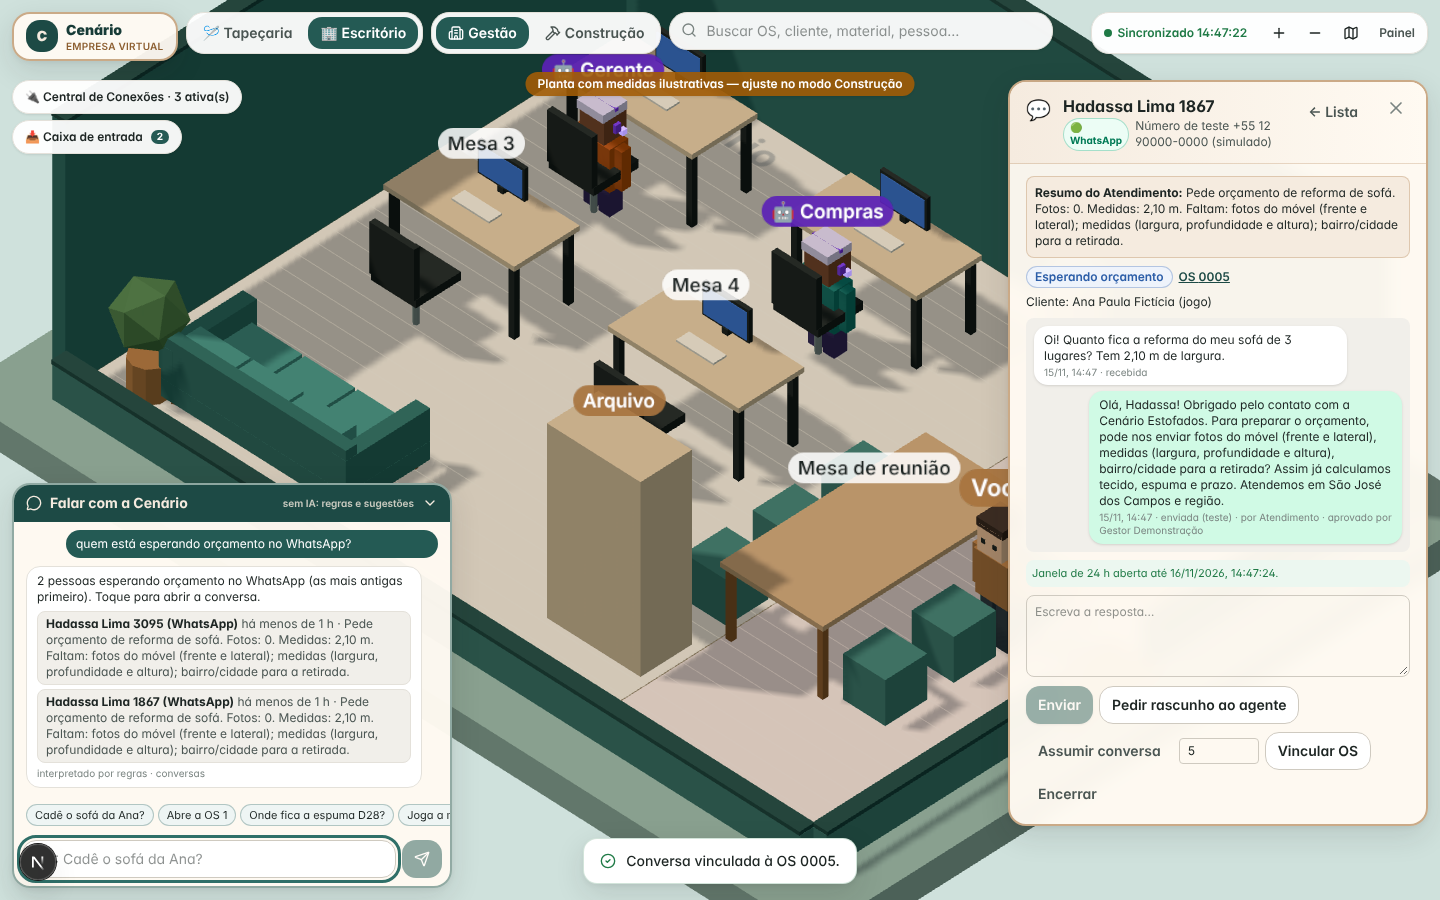 C
Cenário
EMPRESA VIRTUAL
Tapeçaria
Escritório
Gestão
Construção
Buscar OS, cliente, material, pessoa...
Sincronizado 14:47:22
Painel
Central de Conexões · 3 ativa(s)
Caixa de entrada 2
Gerente
Planta com medidas ilustrativas — ajuste no modo Construção
Mesa 3
Compras
Mesa 4
Arquivo
Mesa de reunião
Voc
Hadassa Lima 1867
WhatsApp
Número de teste +55 12
90000-0000 (simulado)
← Lista
Resumo do Atendimento: Pede orçamento de reforma de sofá.
Fotos: 0. Medidas: 2,10 m. Faltam: fotos do móvel (frente e
lateral); medidas (largura, profundidade e altura); bairro/cidade
para a retirada.
Esperando orçamento OS 0005
Cliente: Ana Paula Fictícia (jogo)
Oi! Quanto fica a reforma do meu sofá de 3
lugares? Tem 2,10 m de largura.
15/11, 14:47 · recebida
Olá, Hadassa! Obrigado pelo contato com a
Cenário Estofados. Para preparar o orçamento,
pode nos enviar fotos do móvel (frente e lateral),
medidas (largura, profundidade e altura),
bairro/cidade para a retirada? Assim já calculamos
tecido, espuma e prazo. Atendemos em São José
dos Campos e região.
15/11, 14:47 · enviada (teste) · por Atendimento · aprovado por
Gestor Demonstração
Janela de 24 h aberta até 16/11/2026, 14:47:24.
Escreva a resposta...
Enviar
Pedir rascunho ao agente
Assumir conversa
5
Vincular OS
Encerrar
Falar com a Cenário
sem IA: regras e sugestões
quem está esperando orçamento no WhatsApp?
2 pessoas esperando orçamento no WhatsApp (as mais antigas
primeiro). Toque para abrir a conversa.
Hadassa Lima 3095 (WhatsApp) há menos de 1 h · Pede
orçamento de reforma de sofá. Fotos: 0. Medidas: 2,10 m.
Faltam: fotos do móvel (frente e lateral); medidas (largura,
profundidade e altura); bairro/cidade para a retirada.
Hadassa Lima 1867 (WhatsApp) há menos de 1 h · Pede
orçamento de reforma de sofá. Fotos: 0. Medidas: 2,10 m.
Faltam: fotos do móvel (frente e lateral); medidas (largura,
profundidade e altura); bairro/cidade para a retirada.
interpretado por regras · conversas
Cadê o sofá da Ana?
Abre a OS 1
Onde fica a espuma D28?
Joga a
N
Cadê o sofá da Ana?
Conversa vinculada à OS 0005.